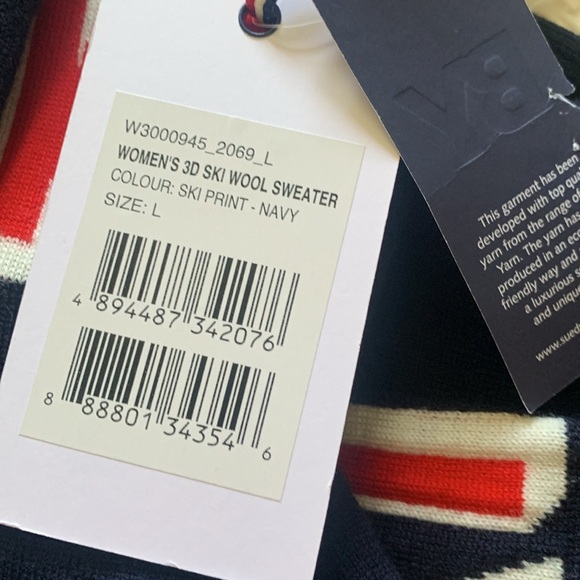 W3000945_2069_L
WOMEN'S 3D SKI WOOL SWEATER
COLOUR: SKI PRINT - NAVY
SIZE: L
4 894487 342076
8 88801 34354 6
This garment has been
developed with top qua
yarn from the range o
Yarn. The yarn has
produced in an eco
friendly way and
a luxurious s
and uniqu
www.sued